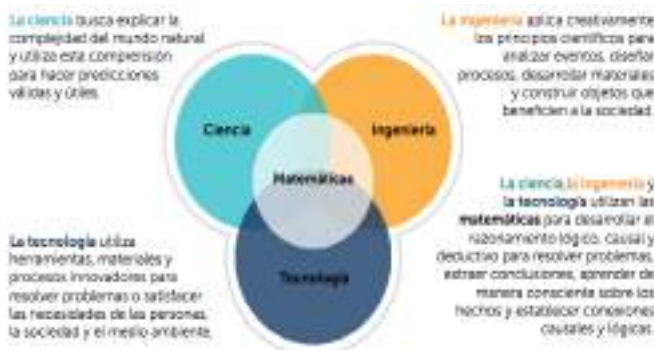 La ciencia busca explicar la
complejidad del mundo natural
y utiliza esta comprensión
para hacer predicciones
válidas y útiles.
La ingeniería aplica creativamente
los principios científicos para
analizar eventos, diseñar
procesos, desarrollar materiales
y construir objetos que
beneficien a la sociedad.
Ciencia
Ingeniería
Matemáticas
Tecnología
La tecnología utiliza
herramientas, materiales y
procesos innovadores para
resolver problemas o satisfacer
las necesidades de las personas,
la sociedad y el medio ambiente.
La ciencia, la ingeniería y
la tecnología utilizan las
matemáticas para desarrollar el
razonamiento lógico, causal y
deductivo para resolver problemas,
extraer conclusiones, aprender de
manera consciente sobre los
hechos y establecer conexiones
causales y lógicas.